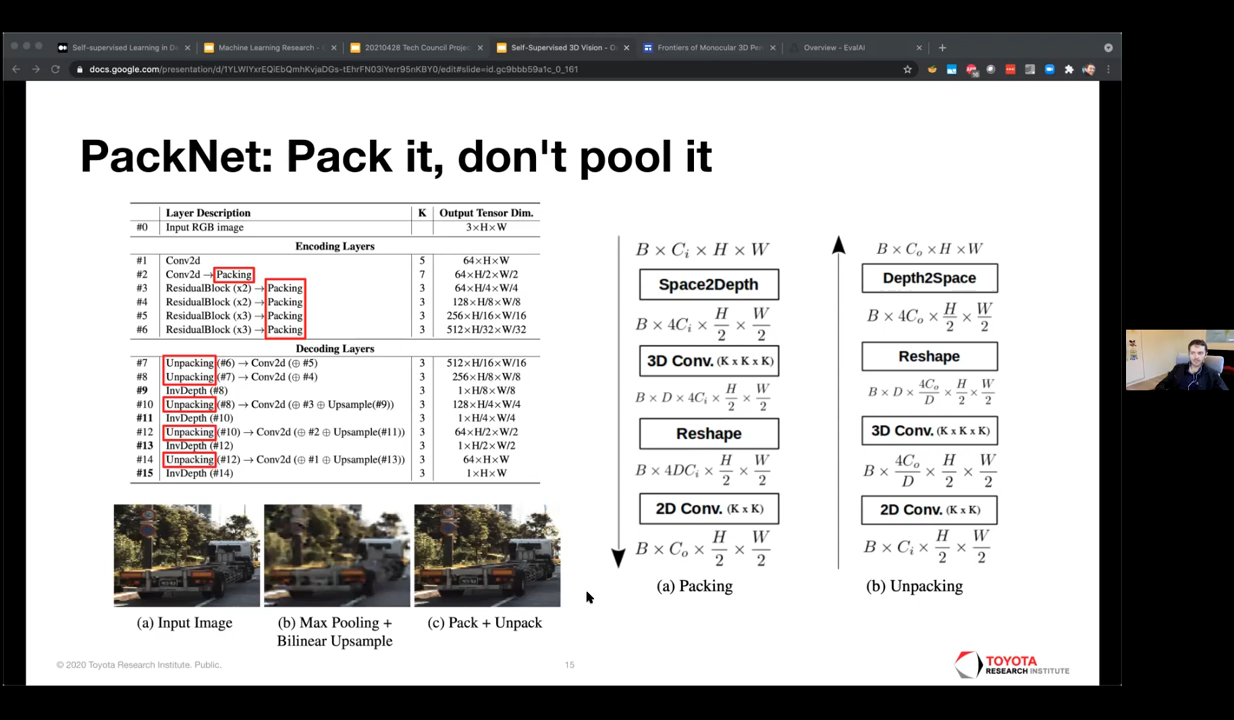 Self-supervised Learning in De
Machine Learning Research -
20210428 Tech Council Projec
Self-Supervised 3D Vision - G
Frontiers of Monocular 3D Per
Overview - EvalAI
docs.google.com/presentation/d/1YLWIYxrEQiEbQmhKvjaDGs-tEhrFN03iYerr95nKBY0/edit#slide=id.gc9bbb59a1c_0_161
PackNet: Pack it, don't pool it
Layer Description K Output Tensor Dim.
#0 Input RGB image 3×H×W
Encoding Layers
#1 Conv2d 5 64×H×W
#2 Conv2d → Packing 7 64×H/2×W/2
#3 ResidualBlock (x2) → Packing 3 64×H/4×W/4
#4 ResidualBlock (x2) → Packing 3 128×H/8×W/8
#5 ResidualBlock (x3) → Packing 3 256×H/16×W/16
#6 ResidualBlock (x3) → Packing 3 512×H/32×W/32
Decoding Layers
#7 Unpacking (#6) → Conv2d (⊕ #5) 3 512×H/16×W/16
#8 Unpacking (#7) → Conv2d (⊕ #4) 3 256×H/8×W/8
#9 InvDepth (#8) 3 1×H/8×W/8
#10 Unpacking (#8) → Conv2d (⊕ #3 ⊕ Upsample(#9)) 3 128×H/4×W/4
#11 InvDepth (#10) 3 1×H/4×W/4
#12 Unpacking (#10) → Conv2d (⊕ #2 ⊕ Upsample(#11)) 3 64×H/2×W/2
#13 InvDepth (#12) 3 1×H/2×W/2
#14 Unpacking (#12) → Conv2d (⊕ #1 ⊕ Upsample(#13)) 3 64×H×W
#15 InvDepth (#14) 3 1×H×W
(a) Input Image
(b) Max Pooling +
Bilinear Upsample
(c) Pack + Unpack
B × Ci × H × W
Space2Depth
B × 4Ci × H/2 × W/2
3D Conv. (K x K x K)
B × D × 4Ci × H/2 × W/2
Reshape
B × 4DCi × H/2 × W/2
2D Conv. (K x K)
B × Co × H/2 × W/2
(a) Packing
B × Co × H × W
Depth2Space
B × 4Co × H/2 × W/2
Reshape
B × D × 4Co/D × H/2 × W/2
3D Conv. (K x K x K)
B × 4Co/D × H/2 × W/2
2D Conv. (K x K)
B × Ci × H/2 × W/2
(b) Unpacking
© 2020 Toyota Research Institute. Public.
15
TOYOTA
RESEARCH INSTITUTE